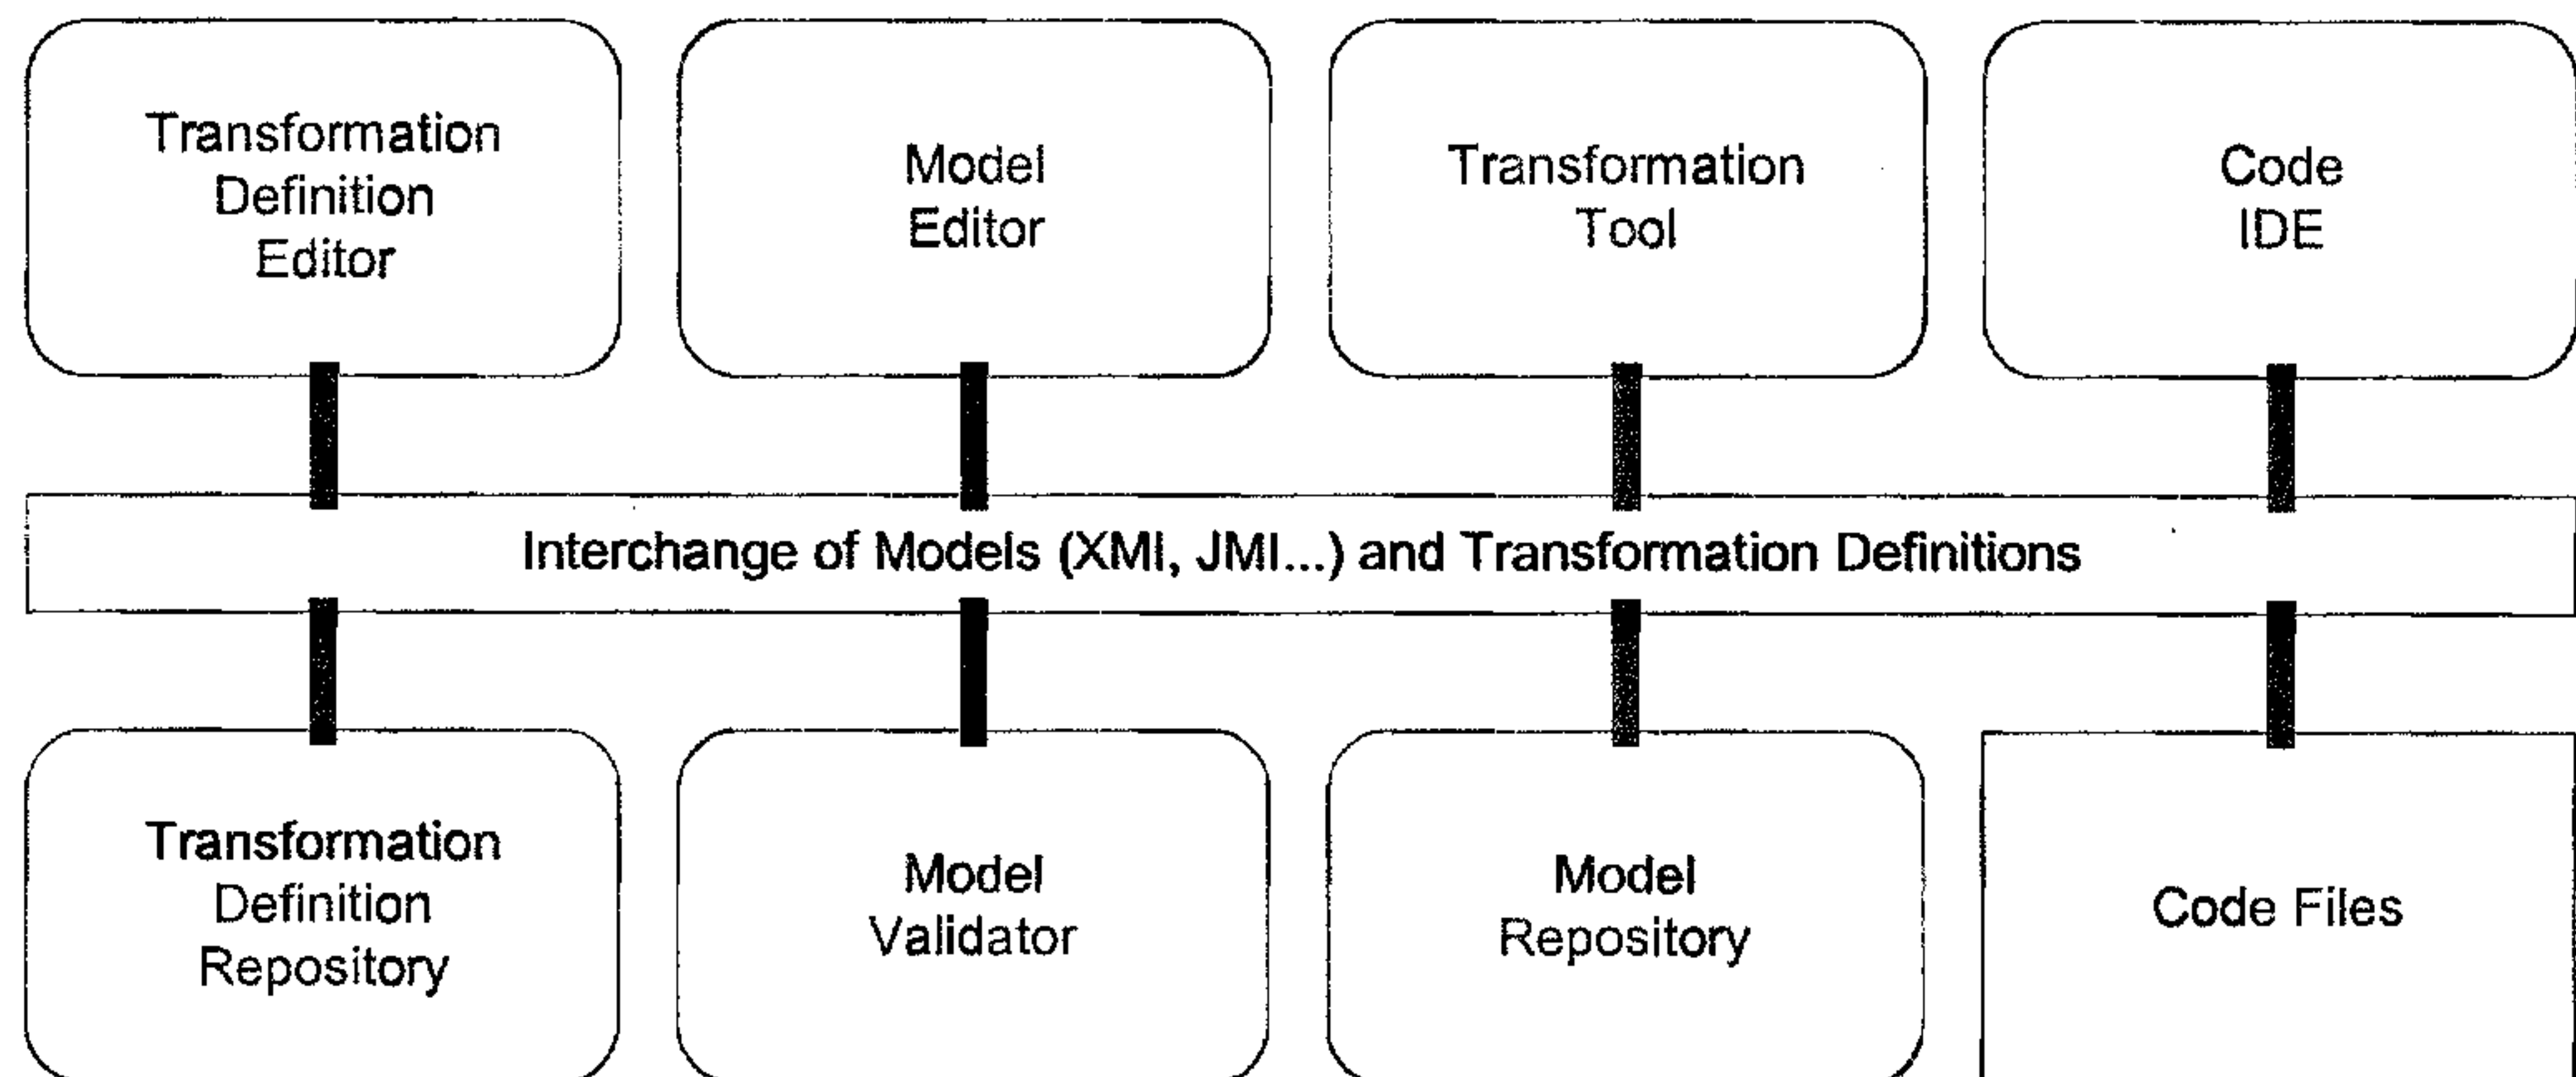 Transformation
Definition
Editor
Model
Editor
Transformation
Tool
Code
IDE
Interchange of Models (XMI, JMI...) and Transformation Definitions
Transformation
Definition
Repository
Model
Validator
Model
Repository
Code Files